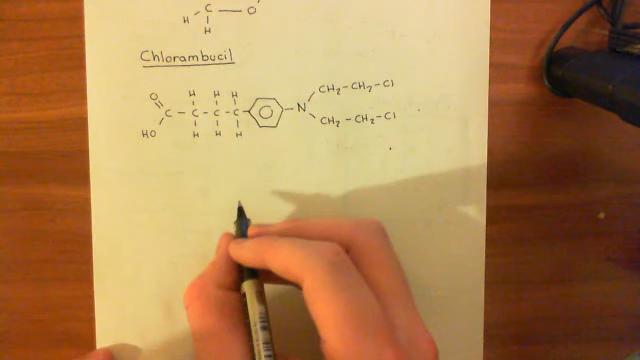 H C O
H
Chlorambucil
O H H H CH₂-CH₂-Cl
C - C - C - C N
HO H H H CH₂-CH₂-Cl